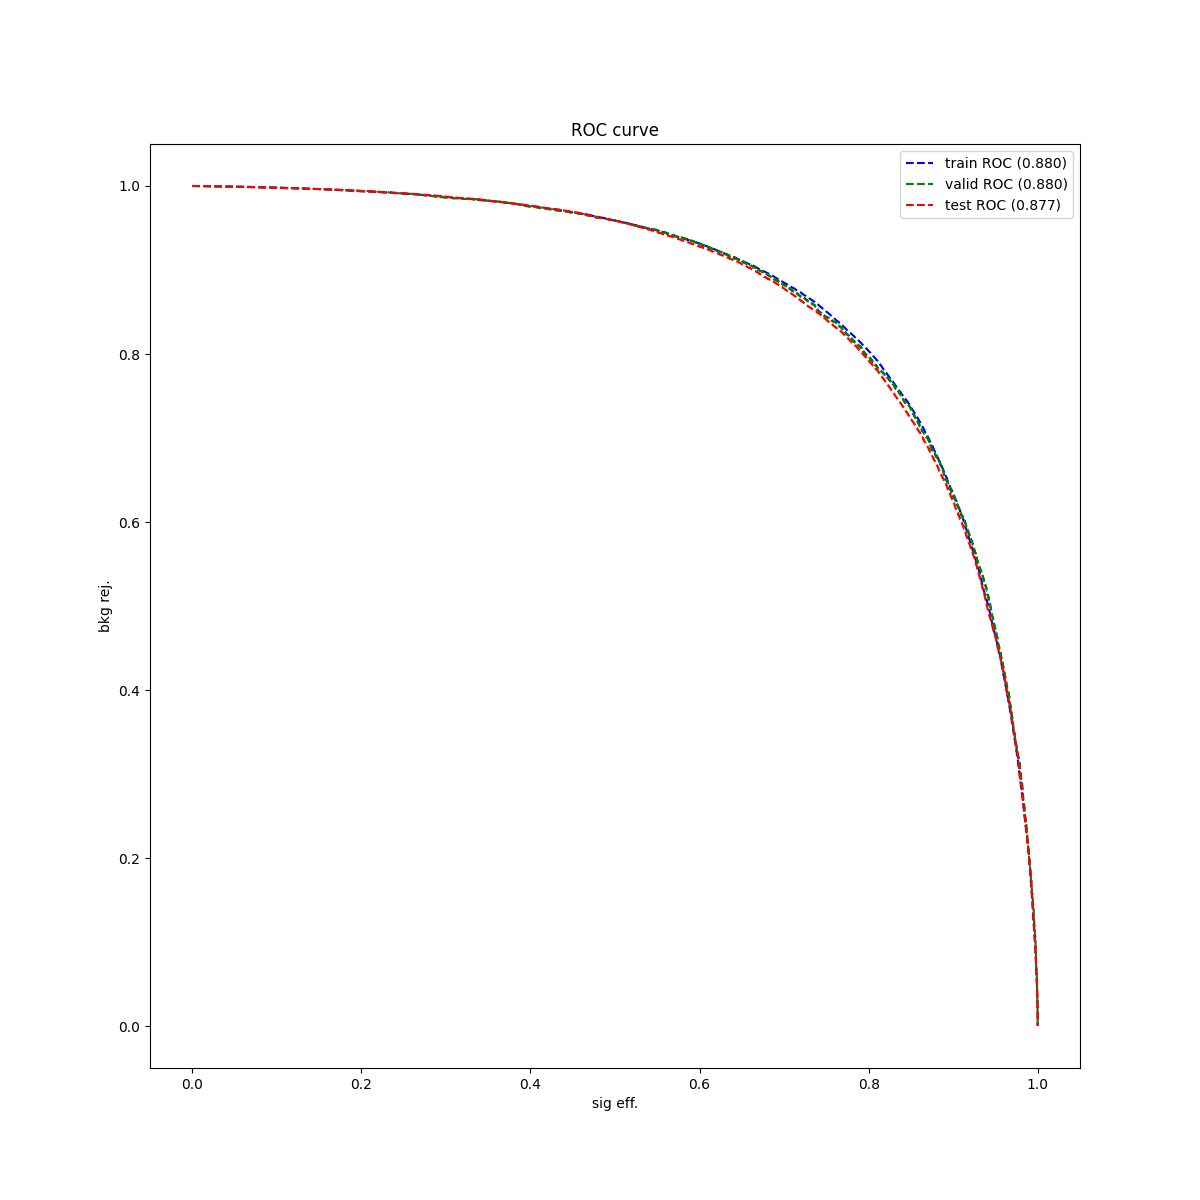 ROC curve
train ROC (0.880)
valid ROC (0.880)
test ROC (0.877)
1.0
0.8
0.6
0.4
0.2
0.0
bkg rej.
0.0 0.2 0.4 0.6 0.8 1.0
sig eff.